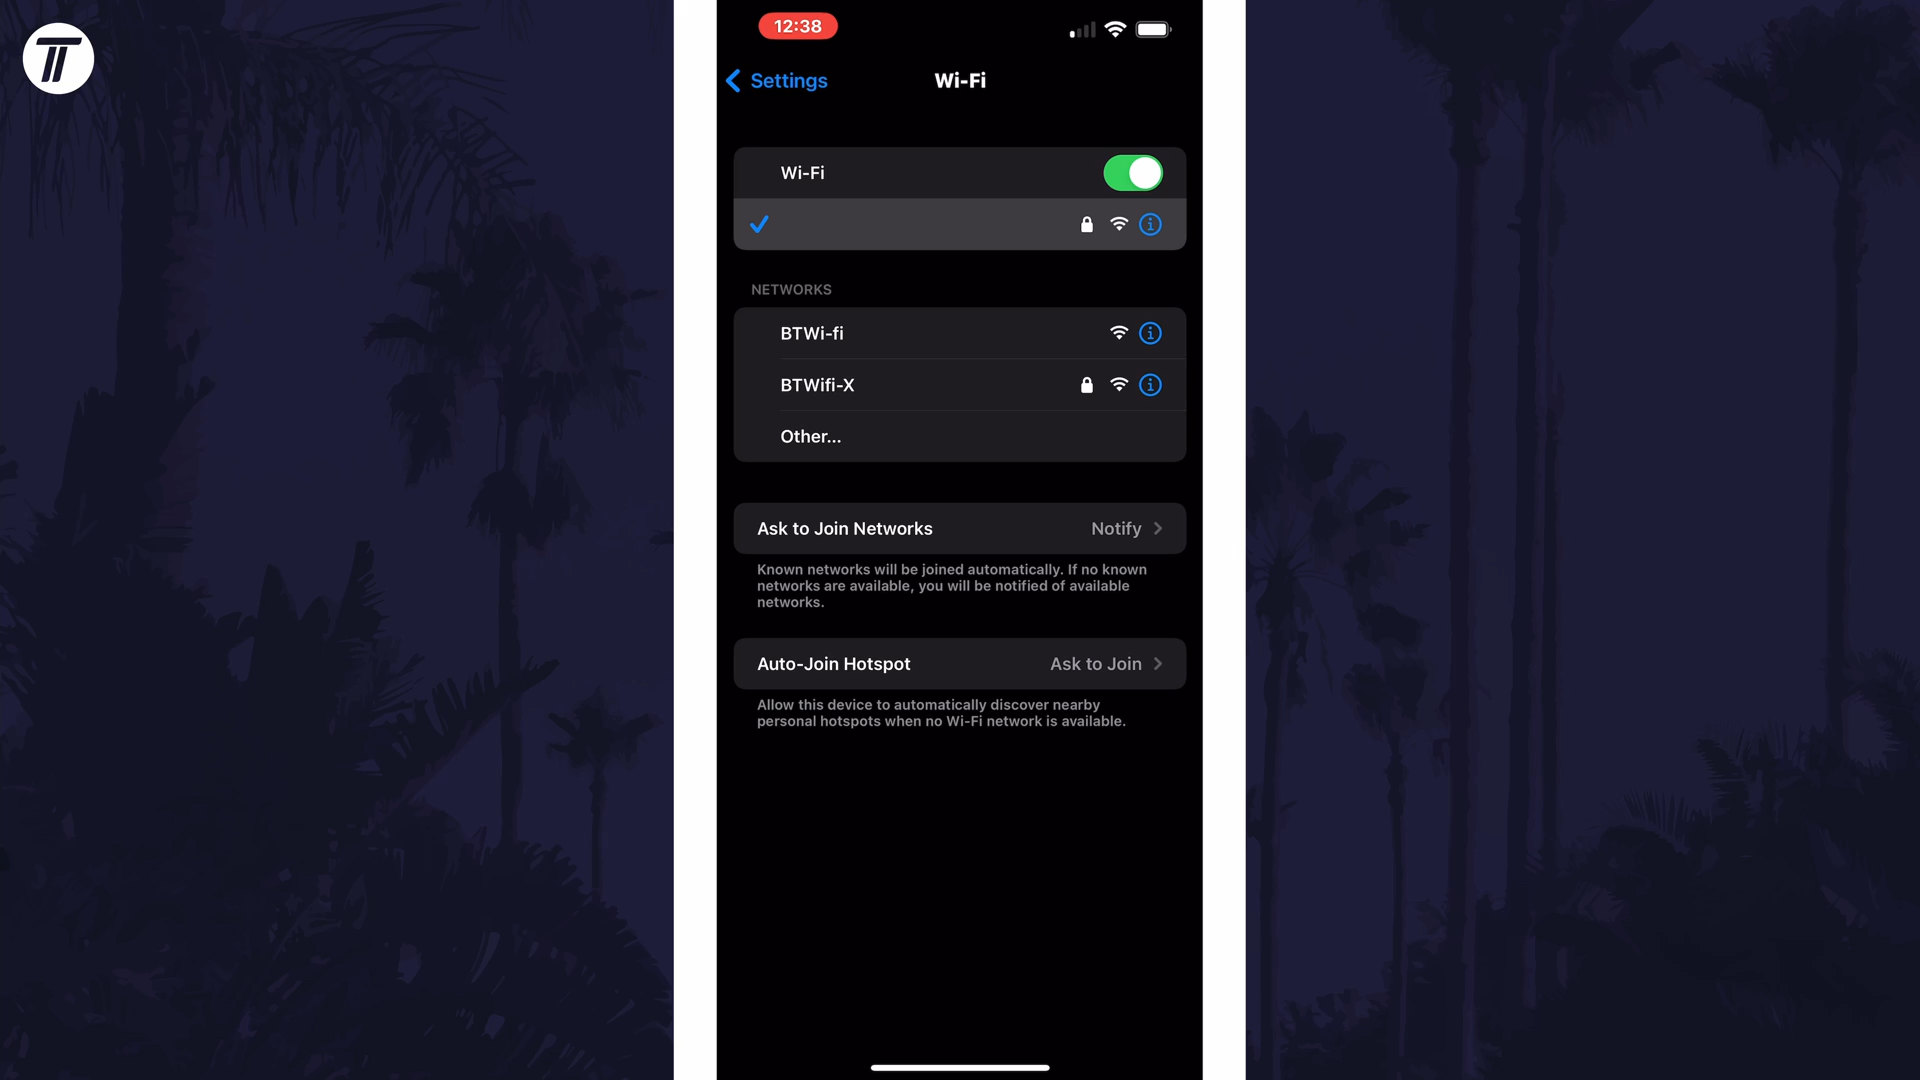 12:38
Settings
Wi-Fi
Wi-Fi
NETWORKS
BTWi-fi
BTWifi-X
Other...
Ask to Join Networks Notify
Known networks will be joined automatically. If no known
networks are available, you will be notified of available
networks.
Auto-Join Hotspot Ask to Join
Allow this device to automatically discover nearby
personal hotspots when no Wi-Fi network is available.